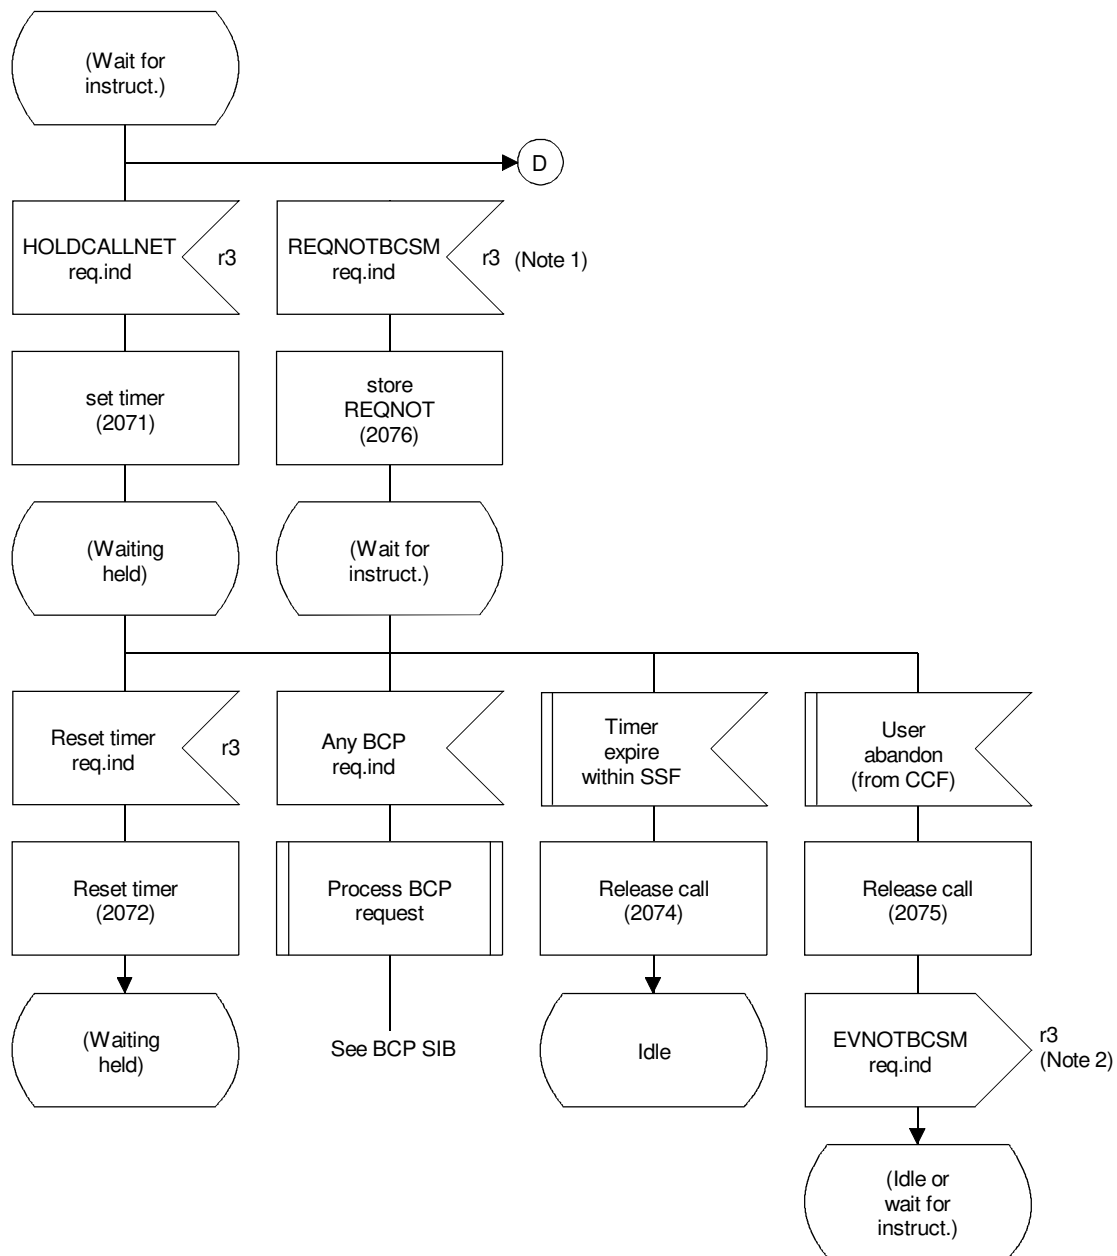 (Wait for
instruct.)
D
HOLDCALLNET
req.ind
r3
REQNOTBCSM
req.ind
r3 (Note 1)
set timer
(2071)
store
REQNOT
(2076)
(Waiting
held)
(Wait for
instruct.)
Reset timer
req.ind
r3
Any BCP
req.ind
Timer
expire
within SSF
User
abandon
(from CCF)
Reset timer
(2072)
Process BCP
request
Release call
(2074)
Release call
(2075)
(Waiting
held)
See BCP SIB
Idle
EVNOTBCSM
req.ind
r3
(Note 2)
(Idle or
wait for
instruct.)